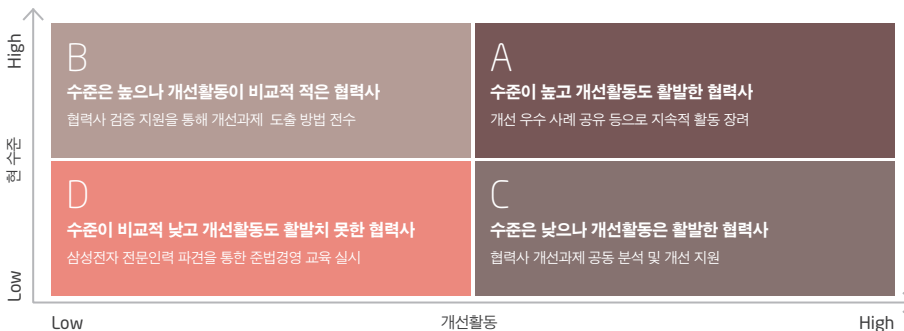 High
현 수준
Low
B
수준은 높으나 개선활동이 비교적 적은 협력사
협력사 검증 지원을 통해 개선과제 도출 방법 전수
A
수준이 높고 개선활동도 활발한 협력사
개선 우수 사례 공유 등으로 지속적 활동 장려
D
수준이 비교적 낮고 개선활동도 활발치 못한 협력사
삼성전자 전문인력 파견을 통한 준법경영 교육 실시
C
수준은 낮으나 개선활동은 활발한 협력사
협력사 개선과제 공동 분석 및 개선 지원
Low
개선활동
High